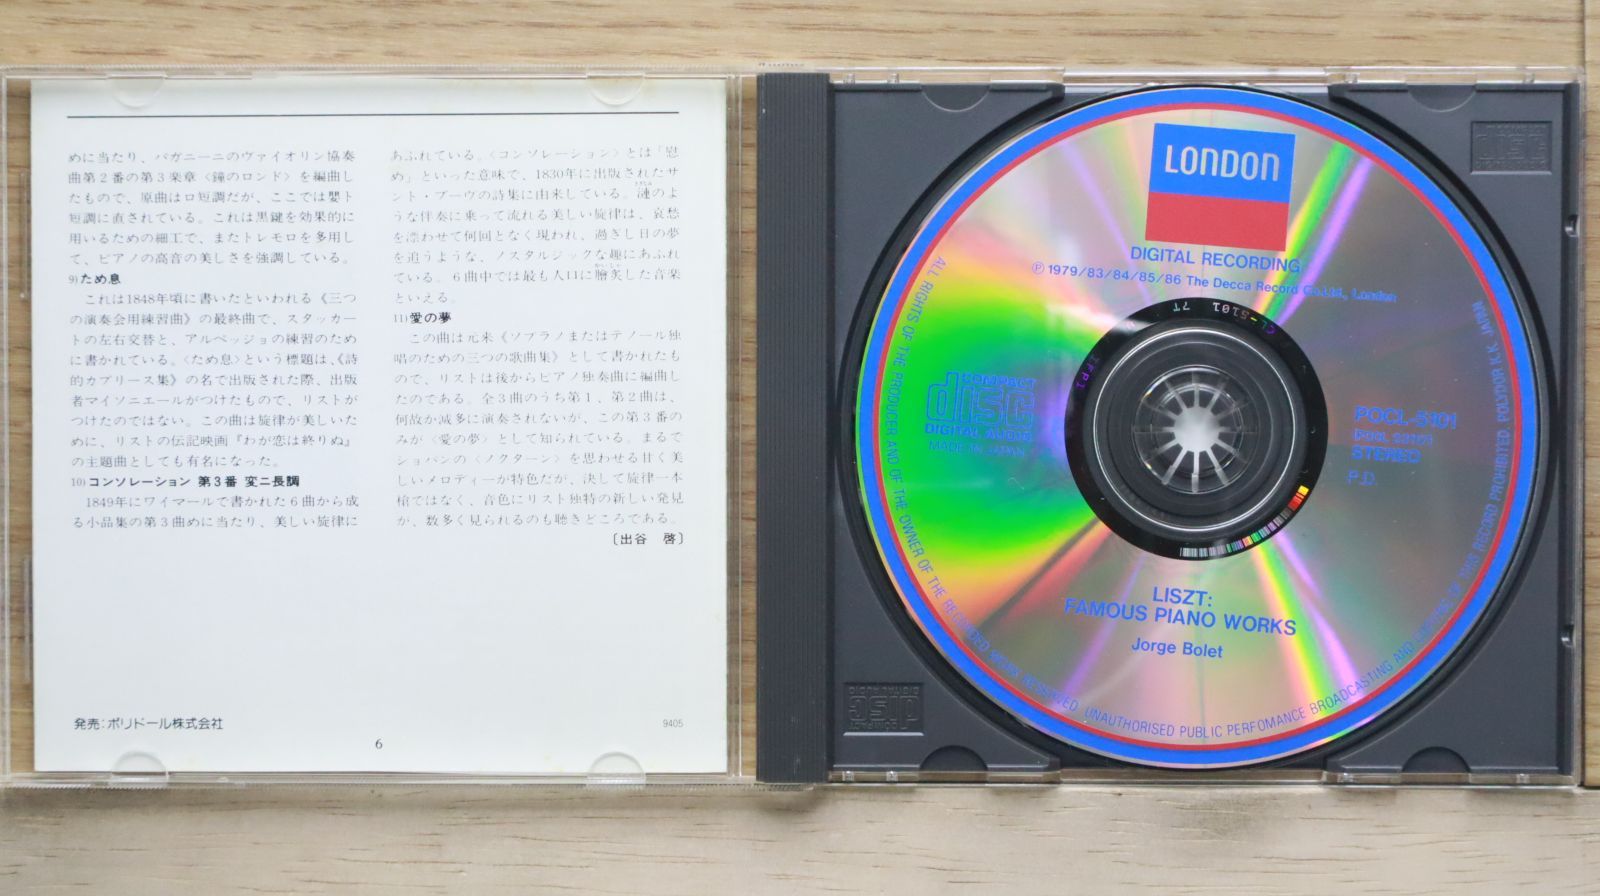 めに当たり、パガニーニのヴァイオリン協奏
曲第2番の第3楽章〈鐘のロンド〉を編曲し
たもので、原曲はロ短調だが、ここでは嬰ト
短調に直されている。これは黒鍵を効果的に
用いるための細工で、またトレモロを多用し
て、ピアノの高音の美しさを強調している。
9)ため息
これは1848年頃に書いたといわれる《三つ
の演奏会用練習曲》の最終曲で、スタッカー
トの左右交替と、アルペッジョの練習のため
に書かれている。〈ため息〉という標題は、《詩
的カプリース集》の名で出版された際、出版
者マイソニエールがつけたもので、リストが
つけたのではない。この曲は旋律が美しいた
めに、リストの伝記映画『わが恋は終りぬ』
の主題曲としても有名になった。
10)コンソレーション 第3番 変ニ長調
1849年にワイマールで書かれた6曲から成
る小品集の第3曲めに当たり、美しい旋律に
あふれている。〈コンソレーション〉とは「慰
め」といった意味で、1830年に出版されたサ
ント・ブーヴの詩集に由来している。漣のよ
うな伴奏に乗って流れる美しい旋律は、哀愁
を漂わせて何回となく現われ、過ぎし日の夢
を追うような、ノスタルジックな趣にあふれ
ている。6曲中では最も人口に膾炙した音楽
といえる。
11)愛の夢
この曲は元来《ソプラノまたはテノール独
唱のための三つの歌曲集》として書かれたも
ので、リストは後からピアノ独奏曲に編曲し
たのである。全3曲のうち第1、第2曲は、
何故か滅多に演奏されないが、この第3番の
みが〈愛の夢〉として知られている。まるで
ショパンの〈ノクターン〉を思わせる甘く美
しいメロディーが特色だが、決して旋律一本
槍ではなく、音色にリスト独特の新しい発見
が、数多く見られるのも聴きどころである。
〔出谷 啓〕
発売:ポリドール株式会社
9405
6
LONDON
DIGITAL RECORDING
Ⓟ 1979/83/84/85/86 The Decca Record Co.Ltd., London
COMPACT
disc
DIGITAL AUDIO
MADE IN JAPAN
POCL-5101
STEREO
P.D.
LISZT:
FAMOUS PIANO WORKS
Jorge Bolet
ALL RIGHTS OF THE PRODUCER AND OF THE OWNER OF THE RECORDED WORK RESERVED. UNAUTHORISED PUBLIC PERFOMANCE BROADCASTING AND COPYING OF THIS RECORD PROHIBITED. POLYDOR K.K. JAPAN